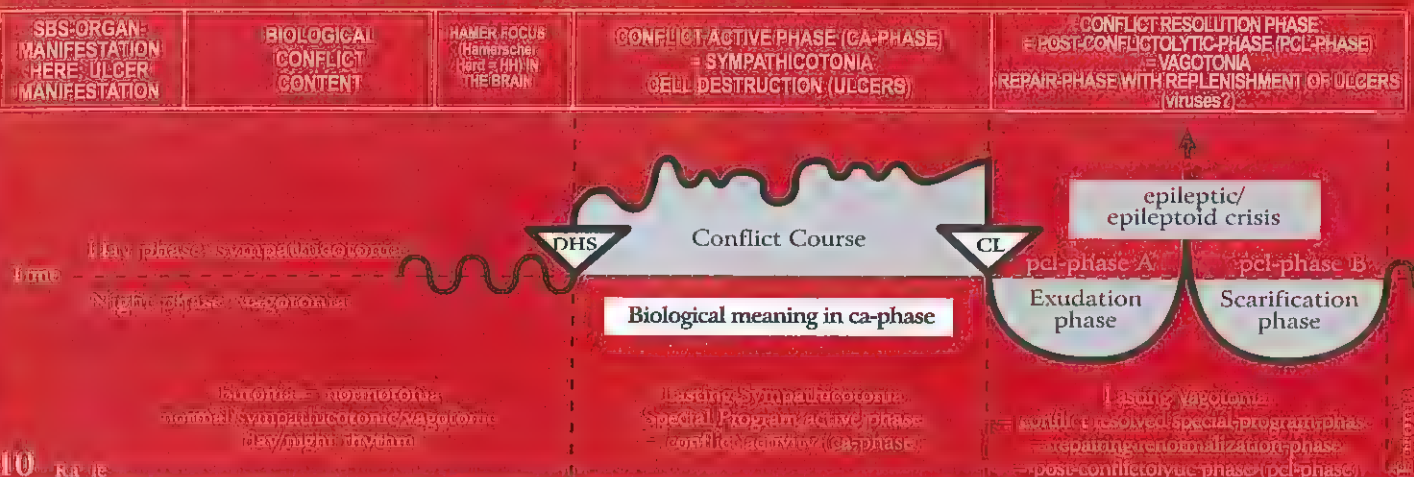 SBS-ORGAN-
MANIFESTATION
HERE: ULCER
MANIFESTATION
BIOLOGICAL
CONFLICT
CONTENT
HAMER FOCUS
(Hamerscher
Herd = HH) IN
THE BRAIN
CONFLICT-ACTIVE PHASE (CA-PHASE)
= SYMPATHICOTONIA
CELL DESTRUCTION (ULCERS)
CONFLICT RESOLUTION PHASE
= POST-CONFLICTOLYTIC-PHASE (PCL-PHASE)
= VAGOTONIA
REPAIR-PHASE WITH REPLENISHMENT OF ULCERS
(viruses?)
epileptic/
epileptoid crisis
DHS
Conflict Course
CL
Day phase: sympathicotonic
Time
pcl-phase A
pcl-phase B
Night phase: vagotonic
Exudation
phase
Scarification
phase
Biological meaning in ca-phase
Eutonia = normotonia
normal sympathicotonic/vagotonic
day/night rhythm
Lasting Sympathicotonia
Special Program active phase
conflict activity (ca-phase
Lasting vagotonia
= conflict resolved special-program-phase
repairing renormalization phase
=post-conflictolytic phase (pcl-phase)
10